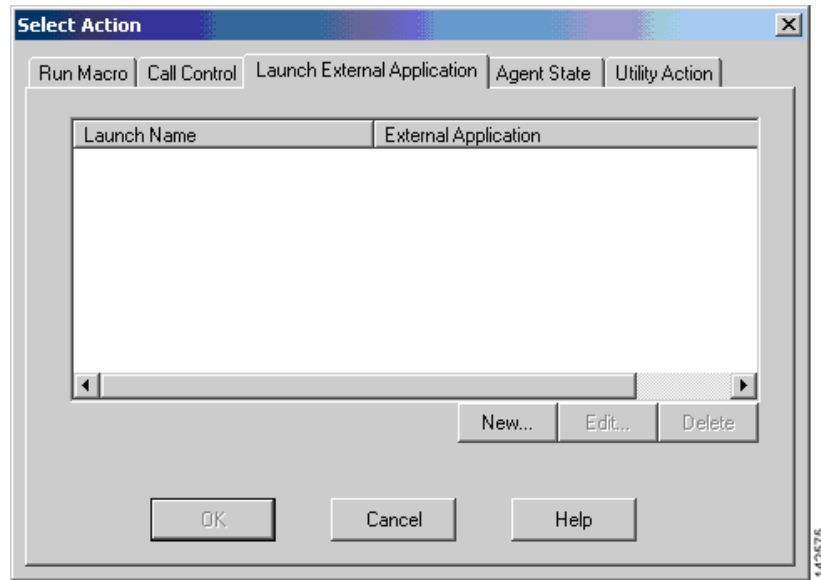 Select Action
Run Macro Call Control Launch External Application Agent State Utility Action
Launch Name External Application
New... Edit... Delete
OK Cancel Help
142575